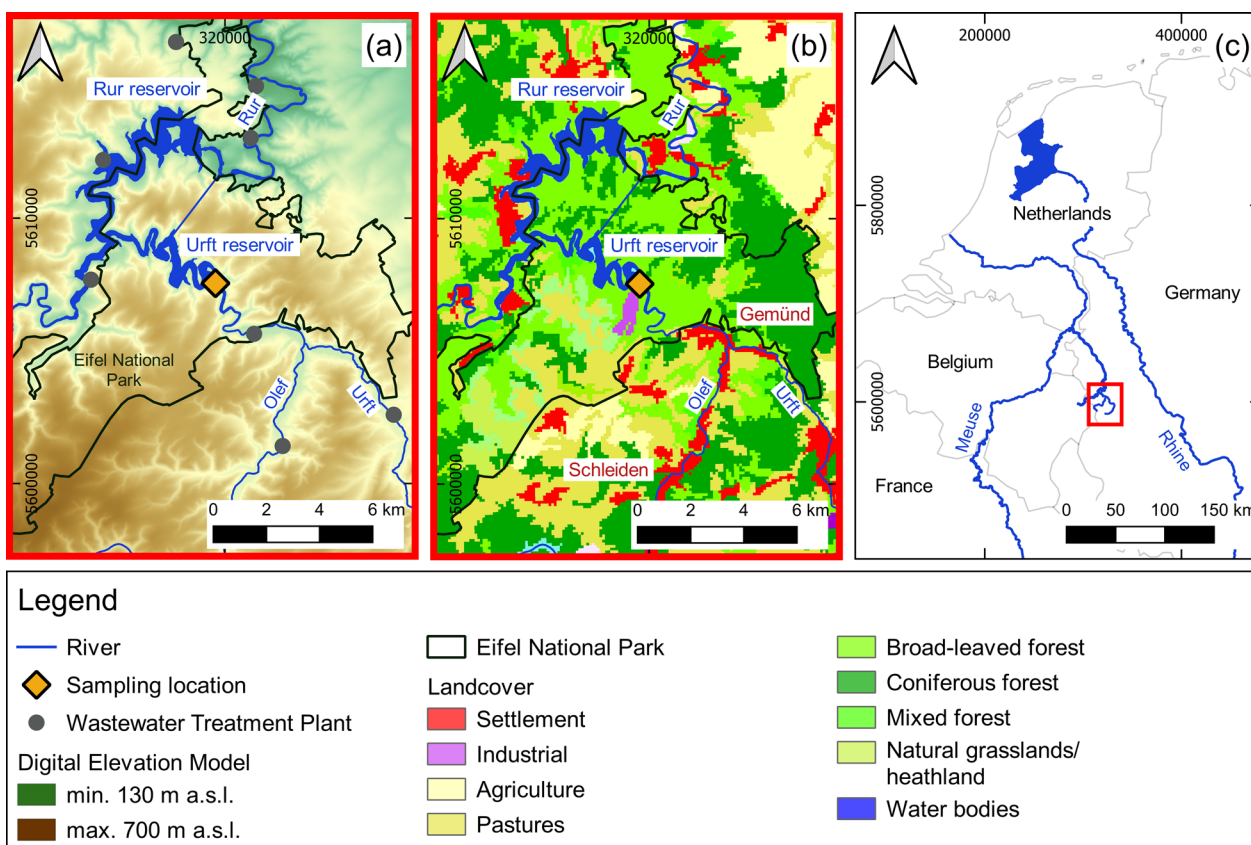 320000
(a)
Rur reservoir
Rur
5610000
Urft reservoir
Eifel National
Park
Olef
Urft
5600000
0 2 4 6 km
320000
(b)
Rur reservoir
Rur
5610000
Urft reservoir
Gemünd
Olef
Urft
Schleiden
5600000
0 2 4 6 km
200000 400000
(c)
5800000
Netherlands
Germany
Belgium
5600000
Meuse
Rhine
France
0 50 100 150 km
Legend
River
Sampling location
Wastewater Treatment Plant
Digital Elevation Model
min. 130 m a.s.l.
max. 700 m a.s.l.
Eifel National Park
Landcover
Settlement
Industrial
Agriculture
Pastures
Broad-leaved forest
Coniferous forest
Mixed forest
Natural grasslands/
heathland
Water bodies